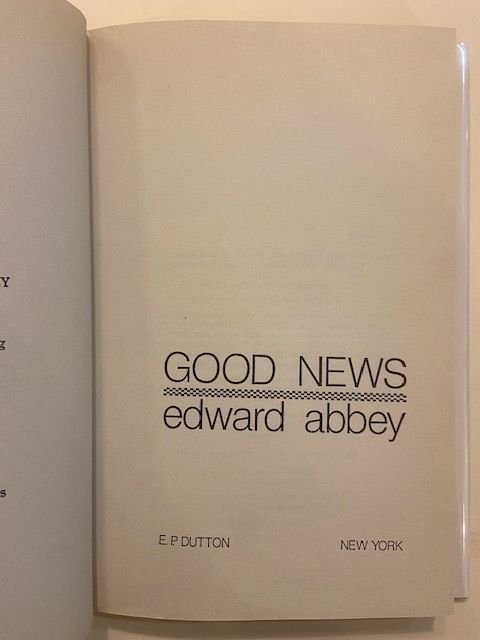 Y
g
s
GOOD NEWS
edward abbey
E. P. DUTTON NEW YORK